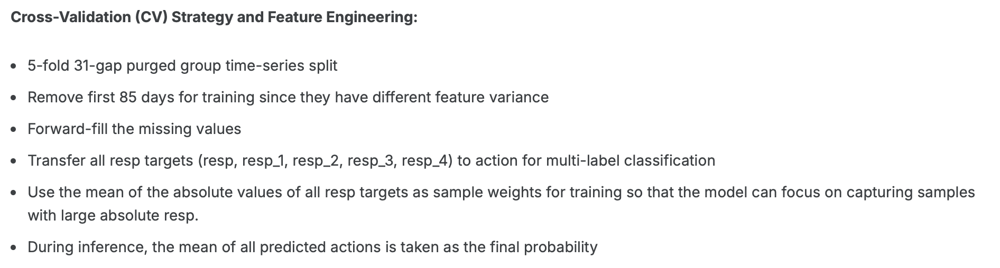 Cross-Validation (CV) Strategy and Feature Engineering:
• 5-fold 31-gap purged group time-series split
• Remove first 85 days for training since they have different feature variance
• Forward-fill the missing values
• Transfer all resp targets (resp, resp_1, resp_2, resp_3, resp_4) to action for multi-label classification
• Use the mean of the absolute values of all resp targets as sample weights for training so that the model can focus on capturing samples
with large absolute resp.
• During inference, the mean of all predicted actions is taken as the final probability